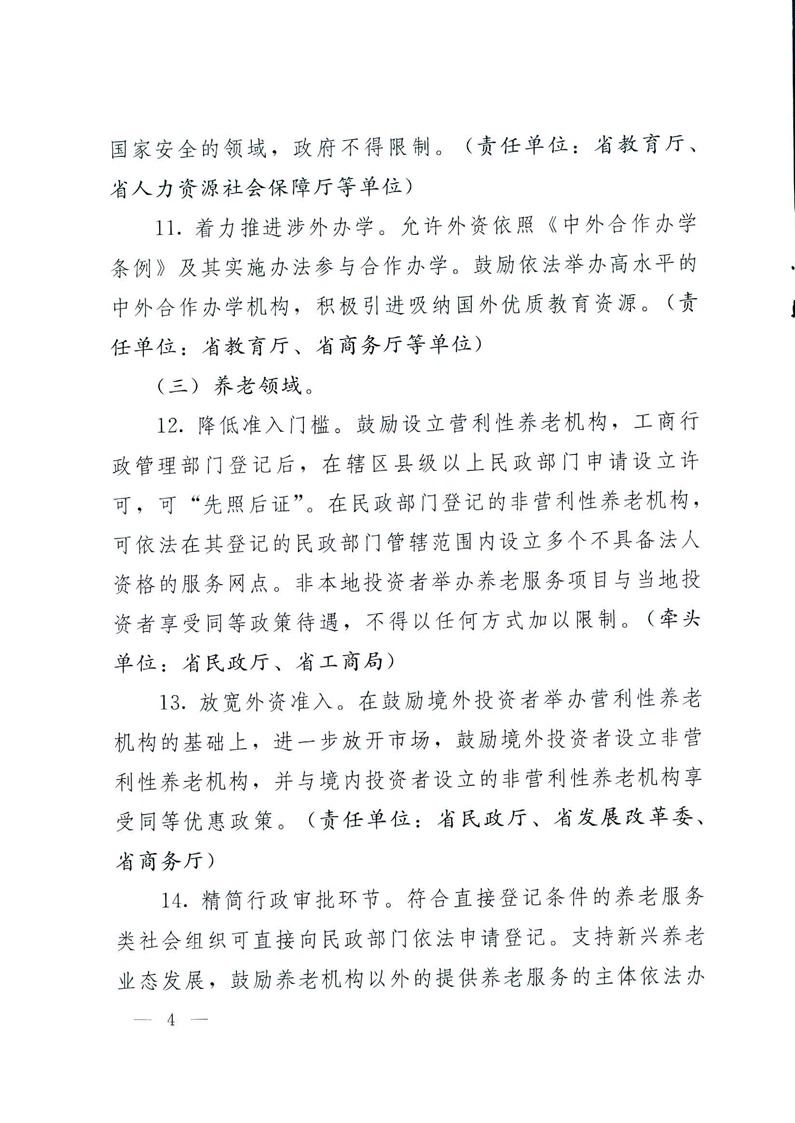 国家安全的领域，政府不得限制。（责任单位：省教育厅、
省人力资源社会保障厅等单位）
11. 着力推进涉外办学。允许外资依照《中外合作办学
条例》及其实施办法参与合作办学。鼓励依法举办高水平的
中外合作办学机构，积极引进吸纳国外优质教育资源。（责
任单位：省教育厅、省商务厅等单位）
（三）养老领域。
12. 降低准入门槛。鼓励设立营利性养老机构，工商行
政管理部门登记后，在辖区县级以上民政部门申请设立许
可，可“先照后证”。在民政部门登记的非营利性养老机构，
可依法在其登记的民政部门管辖范围内设立多个不具备法人
资格的服务网点。非本地投资者举办养老服务项目与当地投
资者享受同等政策待遇，不得以任何方式加以限制。（牵头
单位：省民政厅、省工商局）
13. 放宽外资准入。在鼓励境外投资者举办营利性养老
机构的基础上，进一步放开市场，鼓励境外投资者设立非营
利性养老机构，并与境内投资者设立的非营利性养老机构享
受同等优惠政策。（责任单位：省民政厅、省发展改革委、
省商务厅）
14. 精简行政审批环节。符合直接登记条件的养老服务
类社会组织可直接向民政部门依法申请登记。支持新兴养老
业态发展，鼓励养老机构以外的提供养老服务的主体依法办
— 4 —